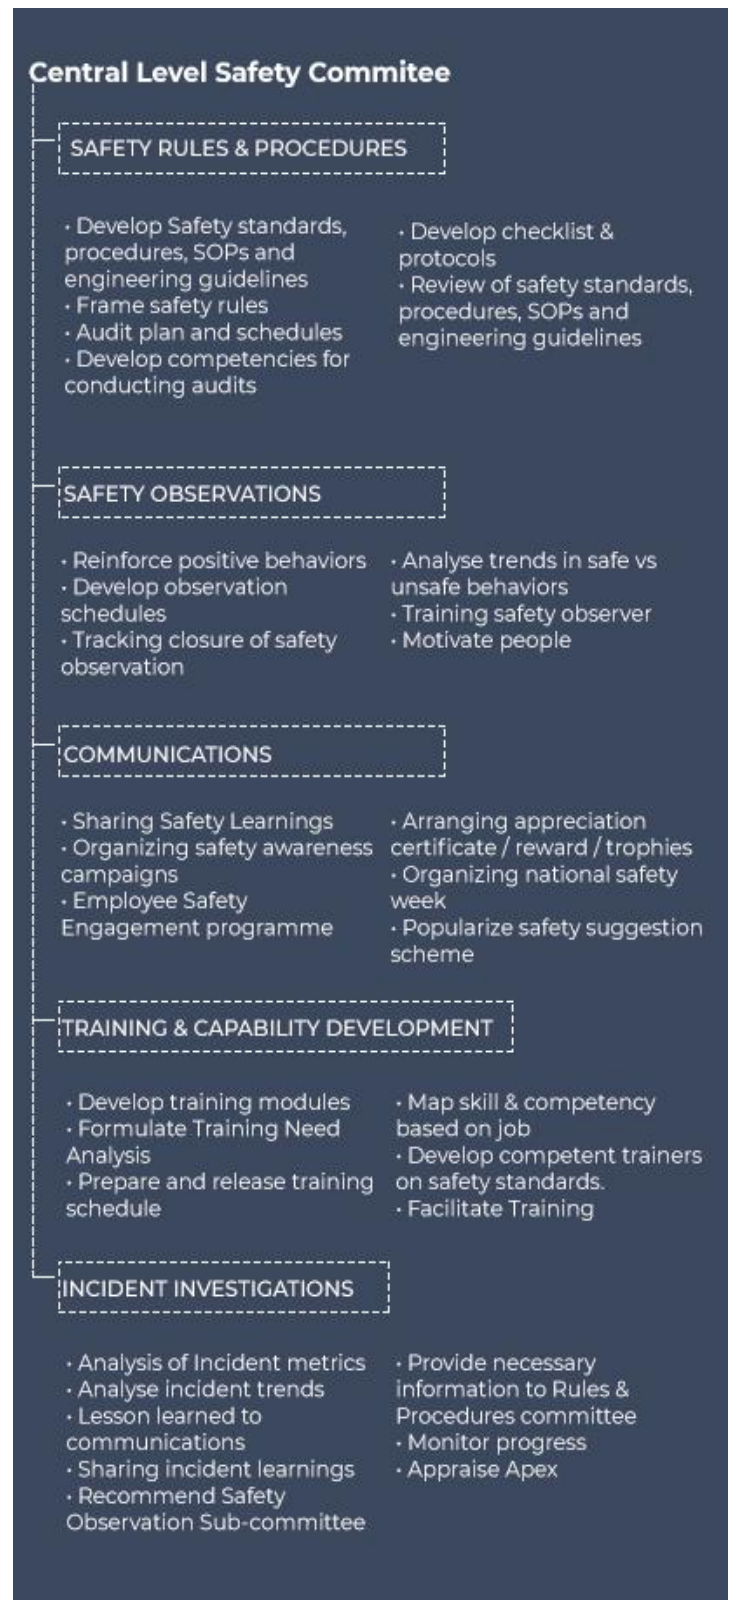 Central Level Safety Commitee
SAFETY RULES & PROCEDURES
• Develop Safety standards,
procedures, SOPs and
engineering guidelines
• Frame safety rules
• Audit plan and schedules
• Develop competencies for
conducting audits
• Develop checklist &
protocols
• Review of safety standards,
procedures, SOPs and
engineering guidelines
SAFETY OBSERVATIONS
• Reinforce positive behaviors
• Develop observation
schedules
• Tracking closure of safety
observation
• Analyse trends in safe vs
unsafe behaviors
• Training safety observer
• Motivate people
COMMUNICATIONS
• Sharing Safety Learnings
• Organizing safety awareness
campaigns
• Employee Safety
Engagement programme
• Arranging appreciation
certificate / reward / trophies
• Organizing national safety
week
• Popularize safety suggestion
scheme
TRAINING & CAPABILITY DEVELOPMENT
• Develop training modules
• Formulate Training Need
Analysis
• Prepare and release training
schedule
• Map skill & competency
based on job
• Develop competent trainers
on safety standards.
• Facilitate Training
INCIDENT INVESTIGATIONS
• Analysis of Incident metrics
• Analyse incident trends
• Lesson learned to
communications
• Sharing incident learnings
• Recommend Safety
Observation Sub-committee
• Provide necessary
information to Rules &
Procedures committee
• Monitor progress
• Appraise Apex